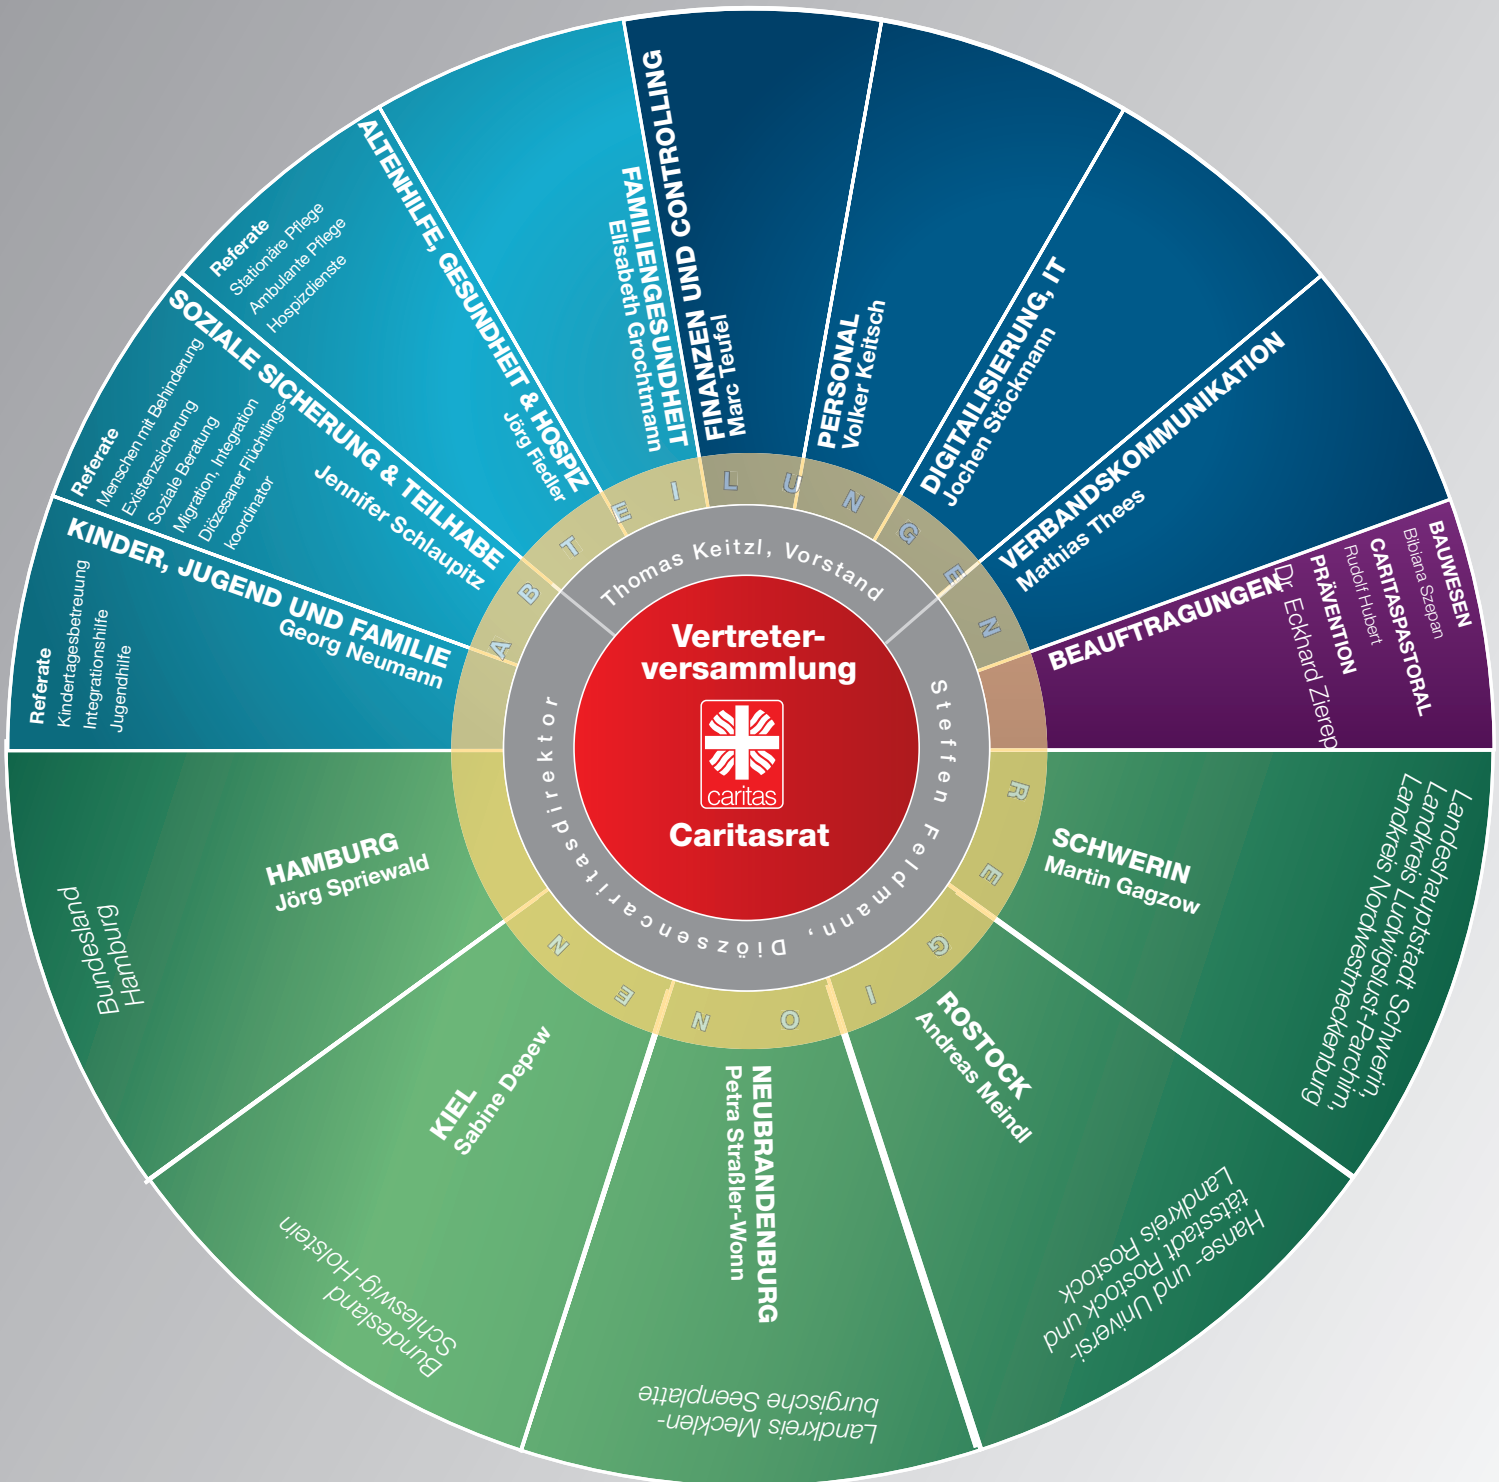 Vertreter-
versammlung
caritas
Caritasrat
Thomas Keitzl, Vorstand
Steffen Feldmann, Diözsencaritasdirektor
ABTEILUNGEN
REGIONEN
KINDER, JUGEND UND FAMILIE
Georg Neumann
Referate
Kindertagesbetreuung
Integrationshilfe
Jugendhilfe
SOZIALE SICHERUNG & TEILHABE
Jennifer Schlaupitz
Referate
Menschen mit Behinderung
Existenzsicherung
Soziale Beratung
Migration, Integration
Diözesaner Flüchtlings-
koordinator
ALTENHILFE, GESUNDHEIT & HOSPIZ
Jörg Fiedler
Referate
Stationäre Pflege
Ambulante Pflege
Hospizdienste
FAMILIENGESUNDHEIT
Elisabeth Grochtmann
FINANZEN UND CONTROLLING
Marc Teufel
PERSONAL
Volker Keitsch
DIGITAILISIERUNG, IT
Jochen Stöckmann
VERBANDSKOMMUNIKATION
Mathias Thees
BEAUFTRAGUNGEN
BAUWESEN
Bibiana Szepan
CARITASPASTORAL
Rudolf Hubert
PRÄVENTION
Dr. Eckhard Zierep
SCHWERIN
Martin Gagzow
Landeshauptstadt Schwerin,
Landkreis Ludwigslust-Parchim,
Landkreis Nordwestmecklenburg
ROSTOCK
Andreas Meindl
Hanse- und Universi-
tätsstadt Rostock und
Landkreis Rostock
NEUBRANDENBURG
Petra Straßler-Wonn
Landkreis Mecklen-
burgische Seenplatte
KIEL
Sabine Depew
Bundesland
Schleswig-Holstein
HAMBURG
Jörg Spriewald
Bundesland
Hamburg